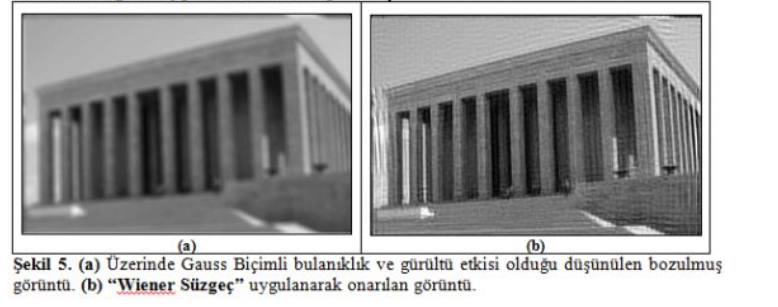 (a)
(b)
Şekil 5. (a) Üzerinde Gauss Biçimli bulanıklık ve gürültü etkisi olduğu düşünülen bozulmuş
görüntü. (b) “Wiener Süzgeç” uygulanarak onarılan görüntü.